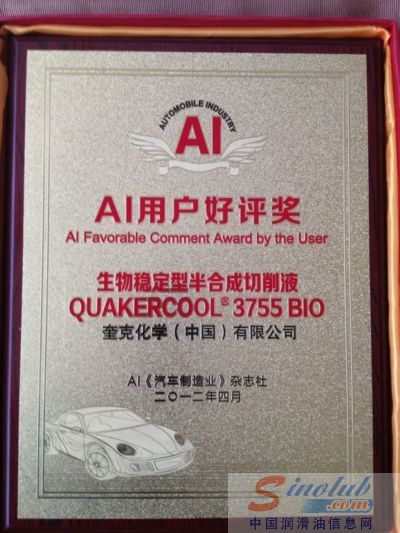 AUTOMOBILE INDUSTRY
AI
AI用户好评奖
AI Favorable Comment Award by the User
生物稳定型半合成切削液
QUAKERCOOL® 3755 BIO
奎克化学（中国）有限公司
AI《汽车制造业》杂志社
二〇一二年四月
Sinolub.com
中国润滑油信息网